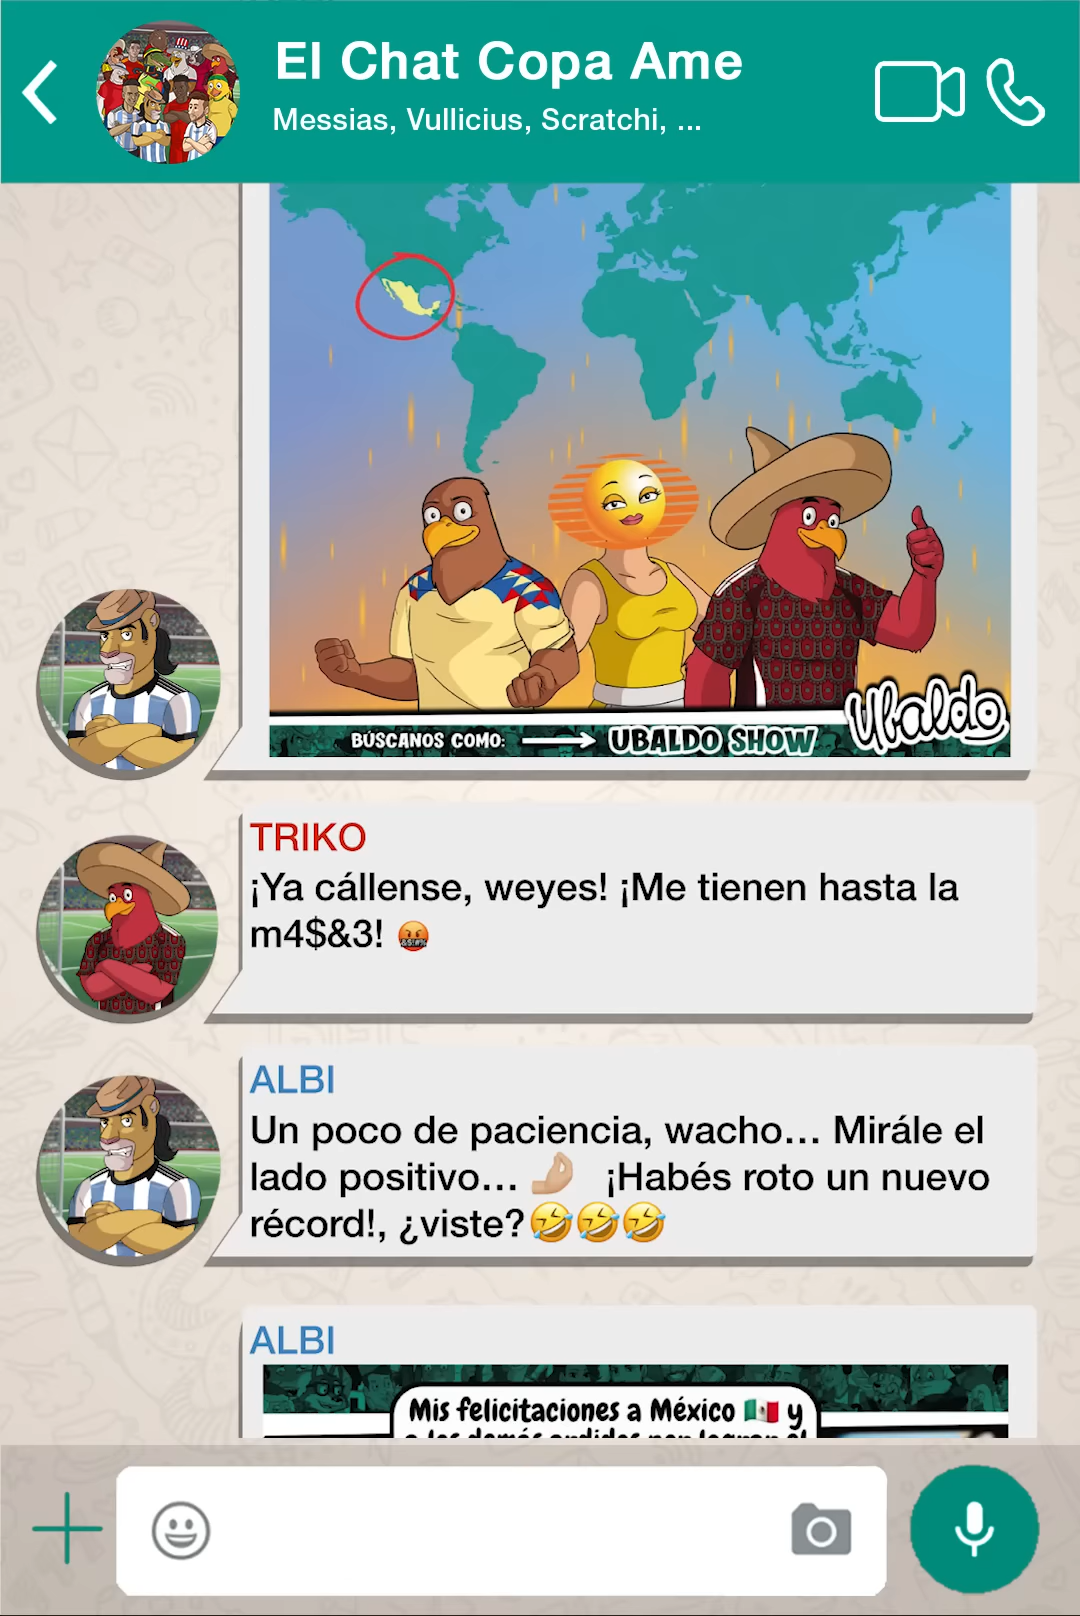 El Chat Copa Ame
Messias, Vullicius, Scratchi, ...
Ubaldo
BÚSCANOS COMO: UBALDO SHOW
TRIKO
¡Ya cállense, weyes! ¡Me tienen hasta la
m4$&3! 🤬
ALBI
Un poco de paciencia, wacho... Mirále el
lado positivo... 🤌🏼 ¡Habés roto un nuevo
récord!, ¿viste?🤣🤣🤣
ALBI
Mis felicitaciones a México 🇲🇽 y